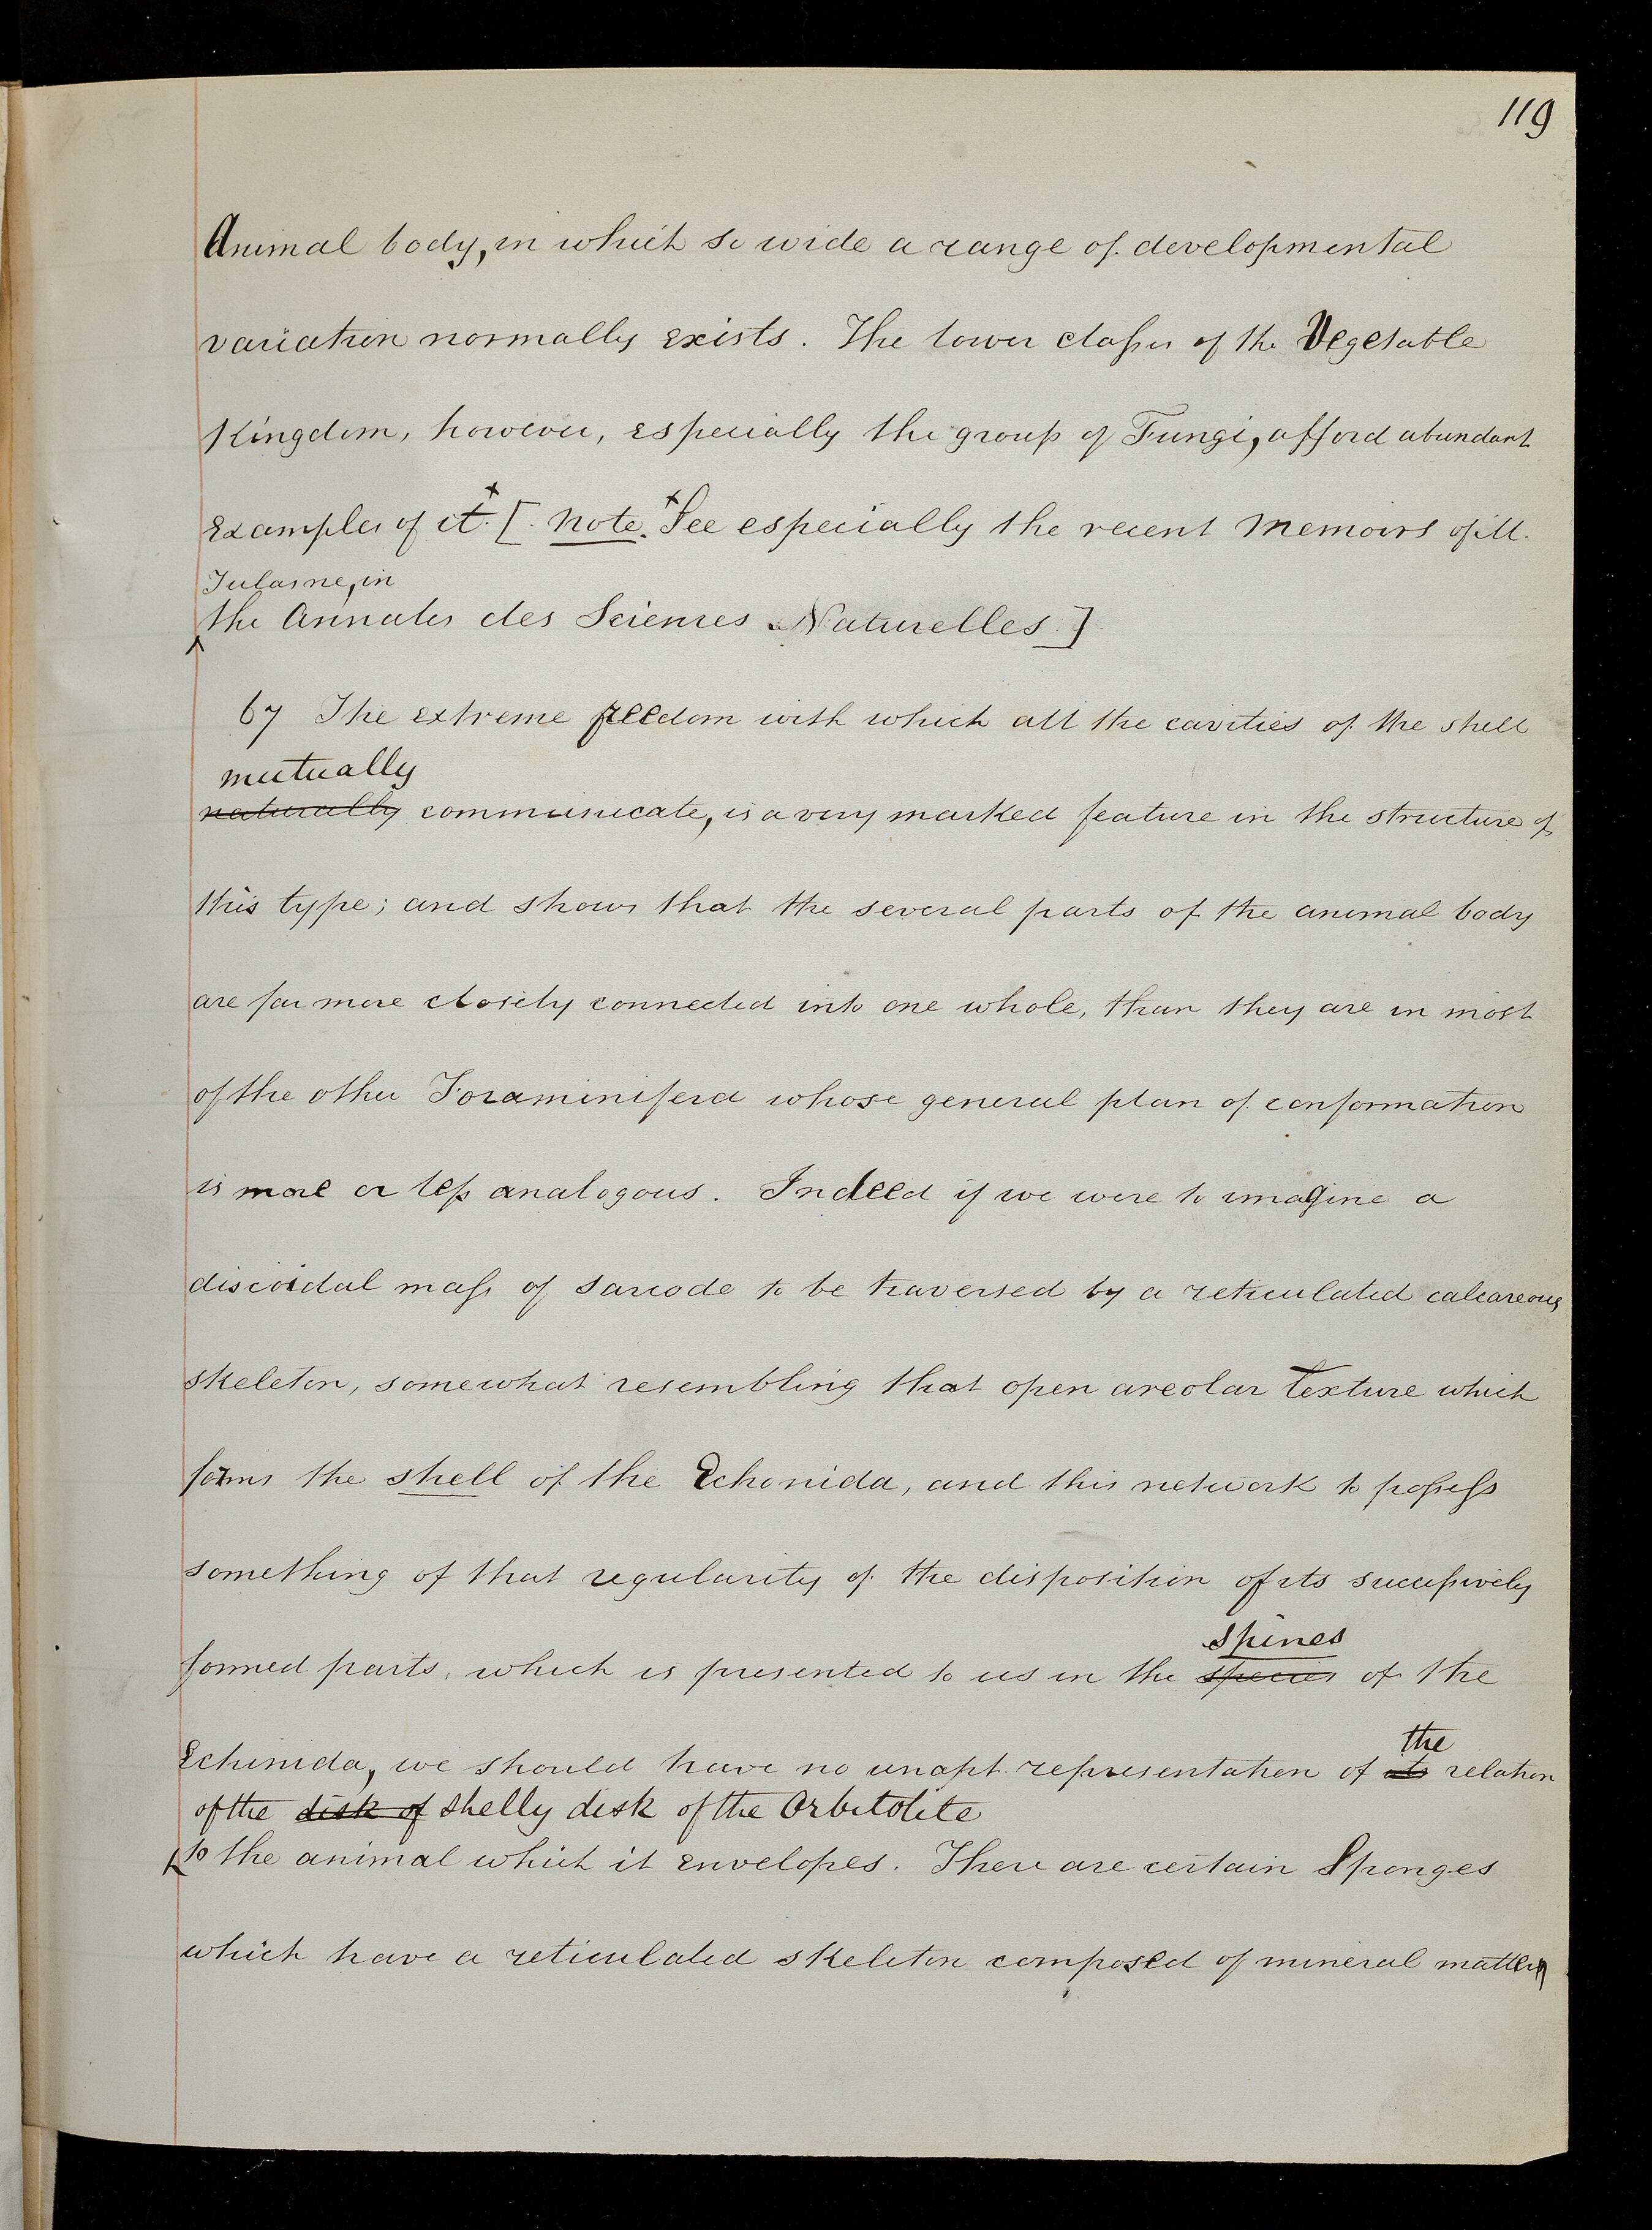 119
Animal body, in which so wide a range of developmental
variation normally exists. The lower classes of the Vegetable
Kingdom, however, especially the group of Fungi, afford abundant
examples of it.x [Note. x See especially the recent Memoirs of M.
Tulasne, in
the Annales des Sciences Naturelles.]
67 The extreme freedom with which all the cavities of the shell
mutually
naturally communicate, is a very marked feature in the structure of
this type; and shows that the several parts of the animal body
are far more closely connected into one whole, than they are in most
of the other Foraminifera whose general plan of conformation
is more or less analogous. Indeed if we were to imagine a
discoidal mass of sarcode to be traversed by a reticulated calcareous
skeleton, somewhat resembling that open areolar texture which
forms the shell of the Echonida, and this network to possess
something of that regularity of the disposition of its successively
spines
formed parts, which is presented to us in the species of the
the
Echinida, we should have no unapt representation of its relation
of the disk of shelly disk of the Orbitolite
to the animal which it envelopes. There are certain Sponges
which have a reticulated skeleton composed of mineral matter,